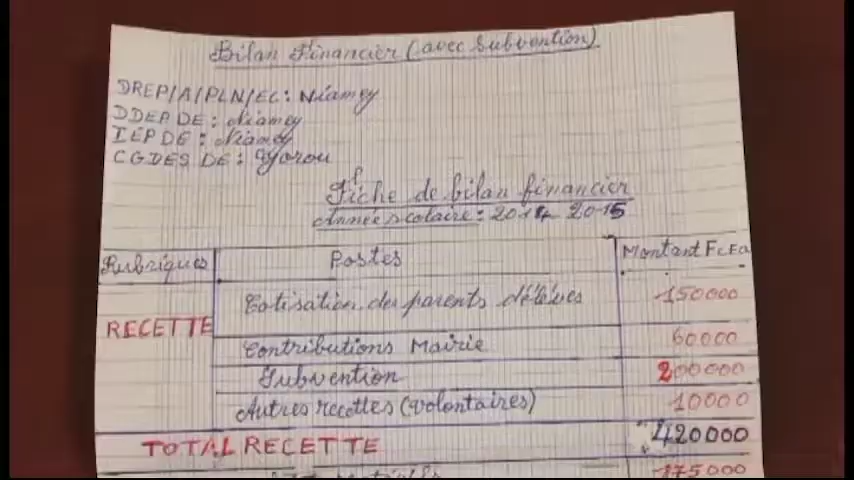 Bilan Financier (avec Subvention)
DREP/A/PLN/EC: Niamey
DDEP DE: Niamey
IEP DE: Niamey
CGDES DE: Yorou
Fiche de bilan financier
Année scolaire: 2014 2015
Rubriques Postes Montant FcFa
RECETTE Cotisation des parents d'élèves 150000
Contributions Mairie 60000
Subvention 200000
Autres recettes (volontaires) 10000
TOTAL RECETTE 420000
175000